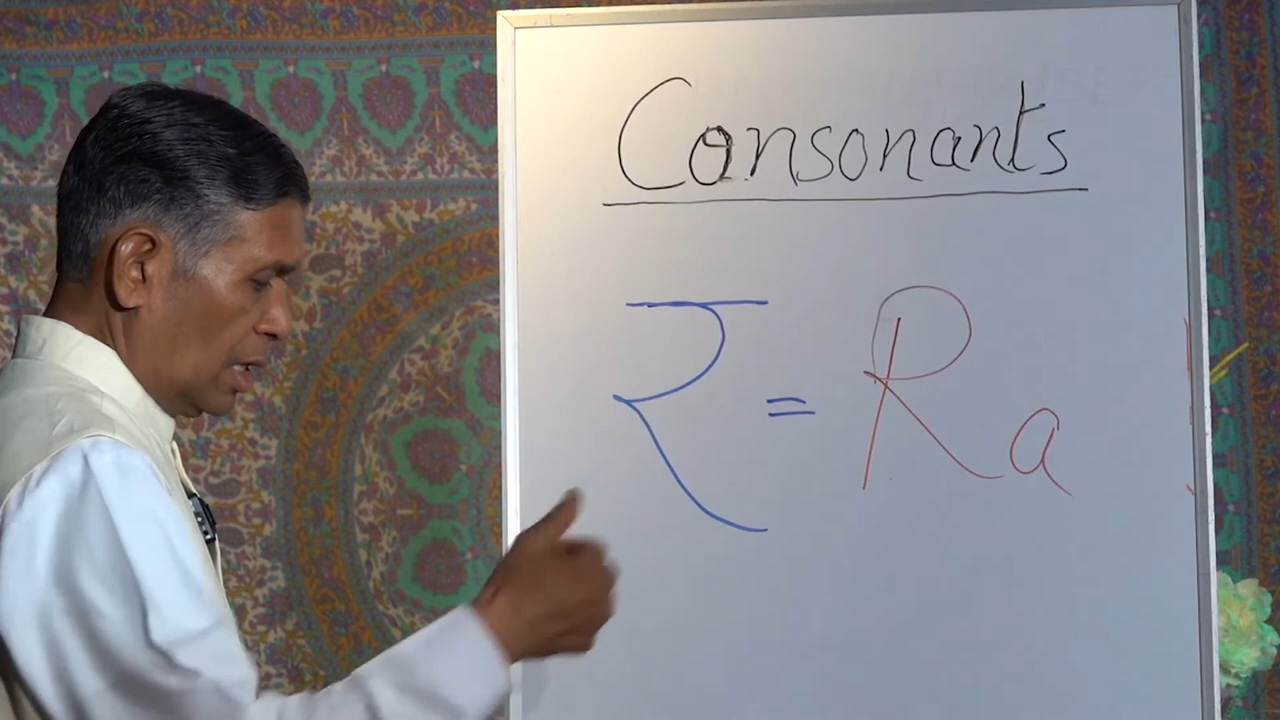 Consonants
र = Ra